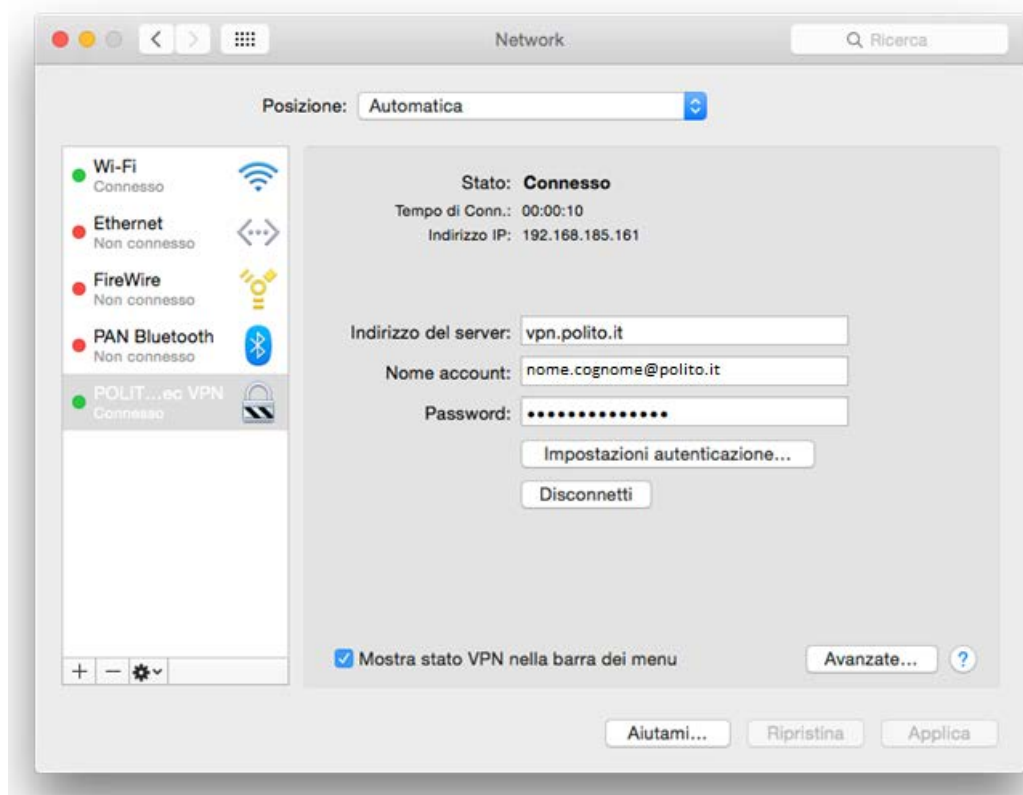 Network
Ricerca
Posizione: Automatica
Wi-Fi
Connesso
Ethernet
Non connesso
FireWire
Non connesso
PAN Bluetooth
Non connesso
POLIT...ec VPN
Connesso
Stato: Connesso
Tempo di Conn.: 00:00:10
Indirizzo IP: 192.168.185.161
Indirizzo del server: vpn.polito.it
Nome account: nome.cognome@polito.it
Password: ••••••••••••••
Impostazioni autenticazione...
Disconnetti
Mostra stato VPN nella barra dei menu
Avanzate... ?
Aiutami... Ripristina Applica